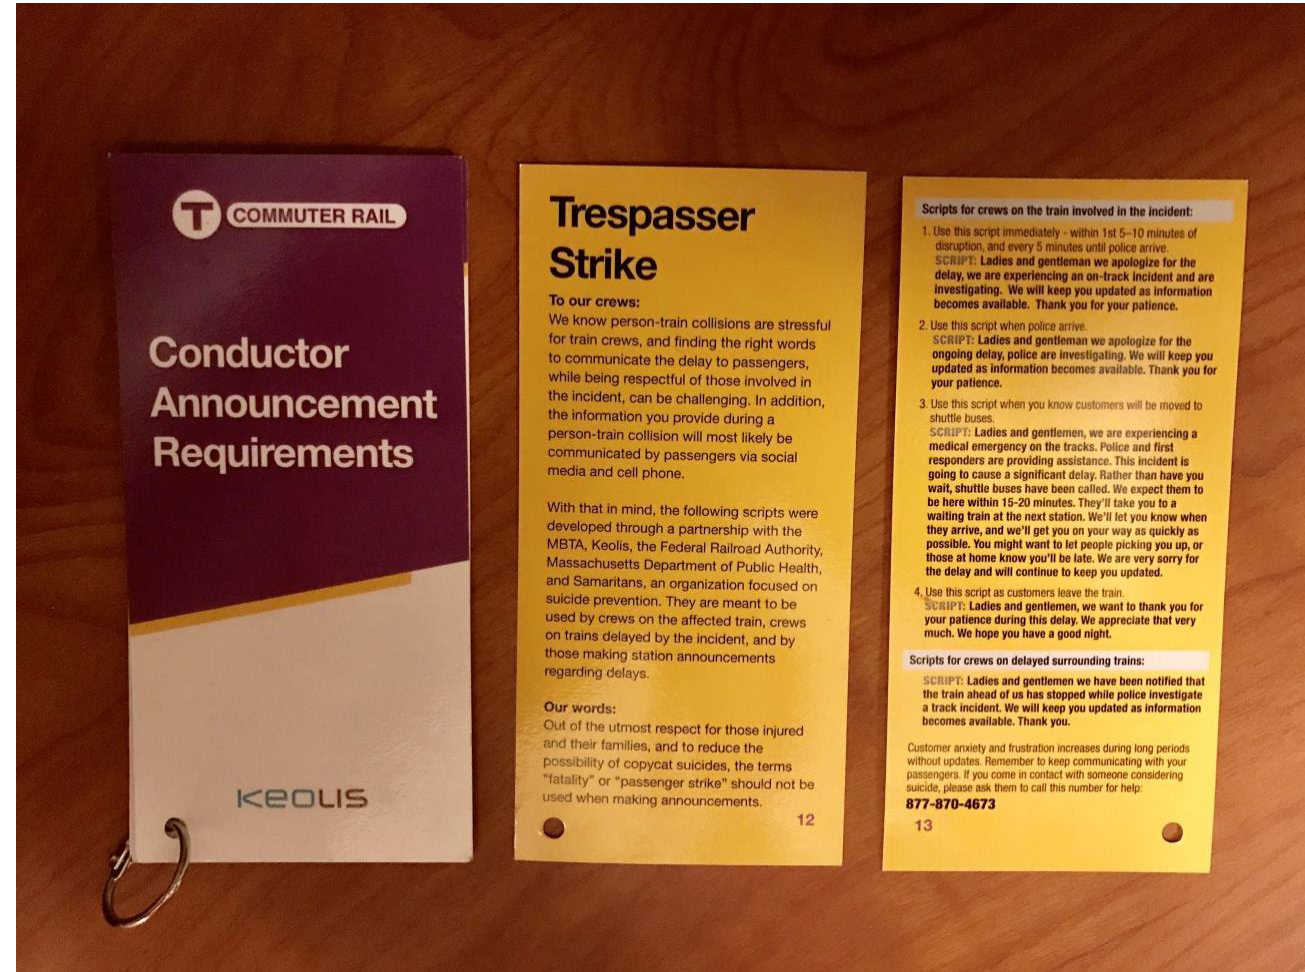 T COMMUTER RAIL
Conductor
Announcement
Requirements
KEOLIS
Trespasser
Strike
To our crews:
We know person-train collisions are stressful
for train crews, and finding the right words
to communicate the delay to passengers,
while being respectful of those involved in
the incident, can be challenging. In addition,
the information you provide during a
person-train collision will most likely be
communicated by passengers via social
media and cell phone.
With that in mind, the following scripts were
developed through a partnership with the
MBTA, Keolis, the Federal Railroad Authority,
Massachusetts Department of Public Health,
and Samaritans, an organization focused on
suicide prevention. They are meant to be
used by crews on the affected train, crews
on trains delayed by the incident, and by
those making station announcements
regarding delays.
Our words:
Out of the utmost respect for those injured
and their families, and to reduce the
possibility of copycat suicides, the terms
"fatality" or "passenger strike" should not be
used when making announcements.
12
Scripts for crews on the train involved in the incident:
1. Use this script immediately - within 1st 5–10 minutes of
disruption, and every 5 minutes until police arrive.
SCRIPT: Ladies and gentleman we apologize for the
delay, we are experiencing an on-track incident and are
investigating. We will keep you updated as information
becomes available. Thank you for your patience.
2. Use this script when police arrive.
SCRIPT: Ladies and gentleman we apologize for the
ongoing delay, police are investigating. We will keep you
updated as information becomes available. Thank you for
your patience.
3. Use this script when you know customers will be moved to
shuttle buses.
SCRIPT: Ladies and gentlemen, we are experiencing a
medical emergency on the tracks. Police and first
responders are providing assistance. This incident is
going to cause a significant delay. Rather than have you
wait, shuttle buses have been called. We expect them to
be here within 15-20 minutes. They'll take you to a
waiting train at the next station. We'll let you know when
they arrive, and we'll get you on your way as quickly as
possible. You might want to let people picking you up, or
those at home know you'll be late. We are very sorry for
the delay and will continue to keep you updated.
4. Use this script as customers leave the train.
SCRIPT: Ladies and gentlemen, we want to thank you for
your patience during this delay. We appreciate that very
much. We hope you have a good night.
Scripts for crews on delayed surrounding trains:
SCRIPT: Ladies and gentlemen we have been notified that
the train ahead of us has stopped while police investigate
a track incident. We will keep you updated as information
becomes available. Thank you.
Customer anxiety and frustration increases during long periods
without updates. Remember to keep communicating with your
passengers. If you come in contact with someone considering
suicide, please ask them to call this number for help:
877-870-4673
13